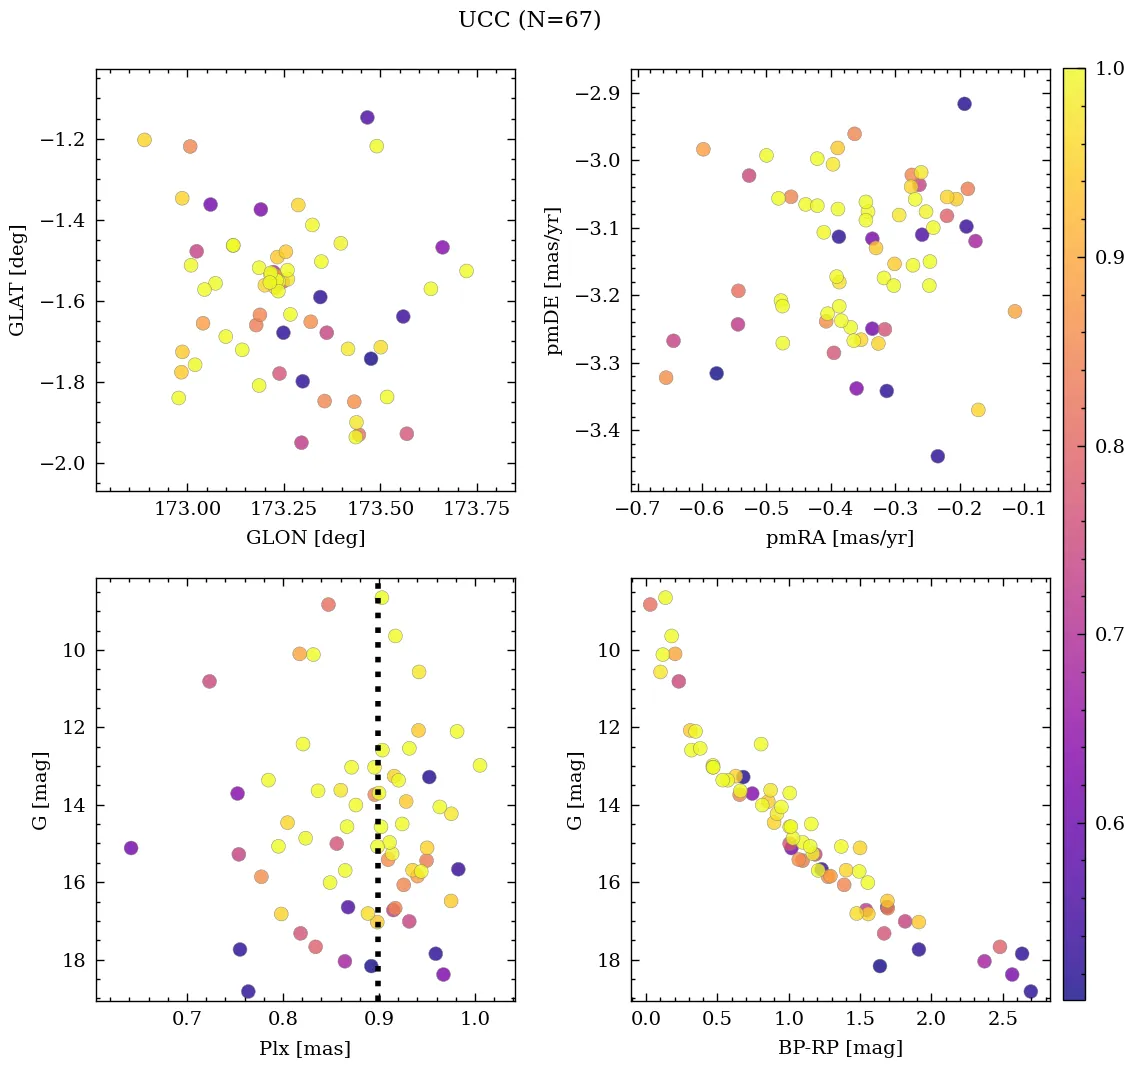 UCC (N=67)
−1.2
−1.4
−1.6
−1.8
−2.0
GLAT [deg]
173.00 173.25 173.50 173.75
GLON [deg]
−2.9
−3.0
−3.1
−3.2
−3.3
−3.4
pmDE [mas/yr]
−0.7 −0.6 −0.5 −0.4 −0.3 −0.2 −0.1
pmRA [mas/yr]
1.0
0.9
0.8
0.7
0.6
10
12
14
16
18
G [mag]
0.7 0.8 0.9 1.0
Plx [mas]
10
12
14
16
18
G [mag]
0.0 0.5 1.0 1.5 2.0 2.5
BP-RP [mag]